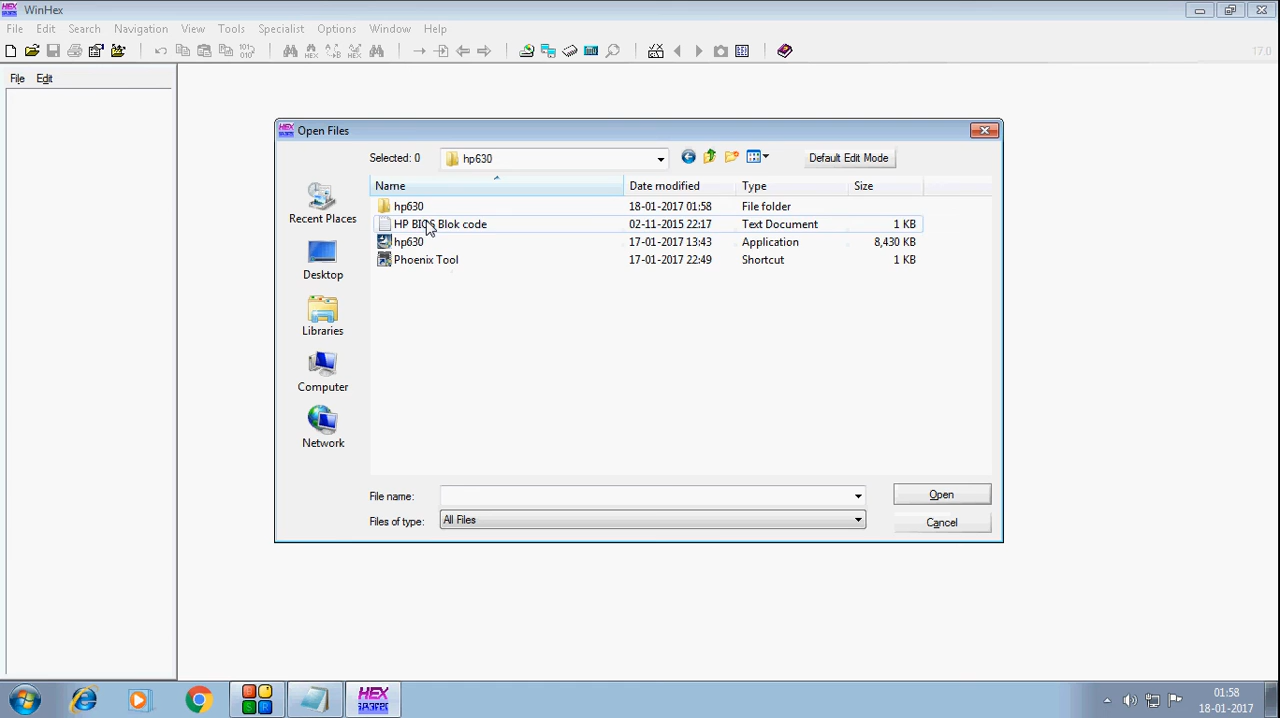 HEX WinHex
File Edit Search Navigation View Tools Specialist Options Window Help
17.0
File Edit
HEX Open Files
Selected: 0 hp630 Default Edit Mode
Name Date modified Type Size
hp630 18-01-2017 01:58 File folder
HP BIOS Blok code 02-11-2015 22:17 Text Document 1 KB
hp630 17-01-2017 13:43 Application 8,430 KB
Phoenix Tool 17-01-2017 22:49 Shortcut 1 KB
Recent Places
Desktop
Libraries
Computer
Network
File name: Open
Files of type: All Files Cancel
HEX
01:58
18-01-2017